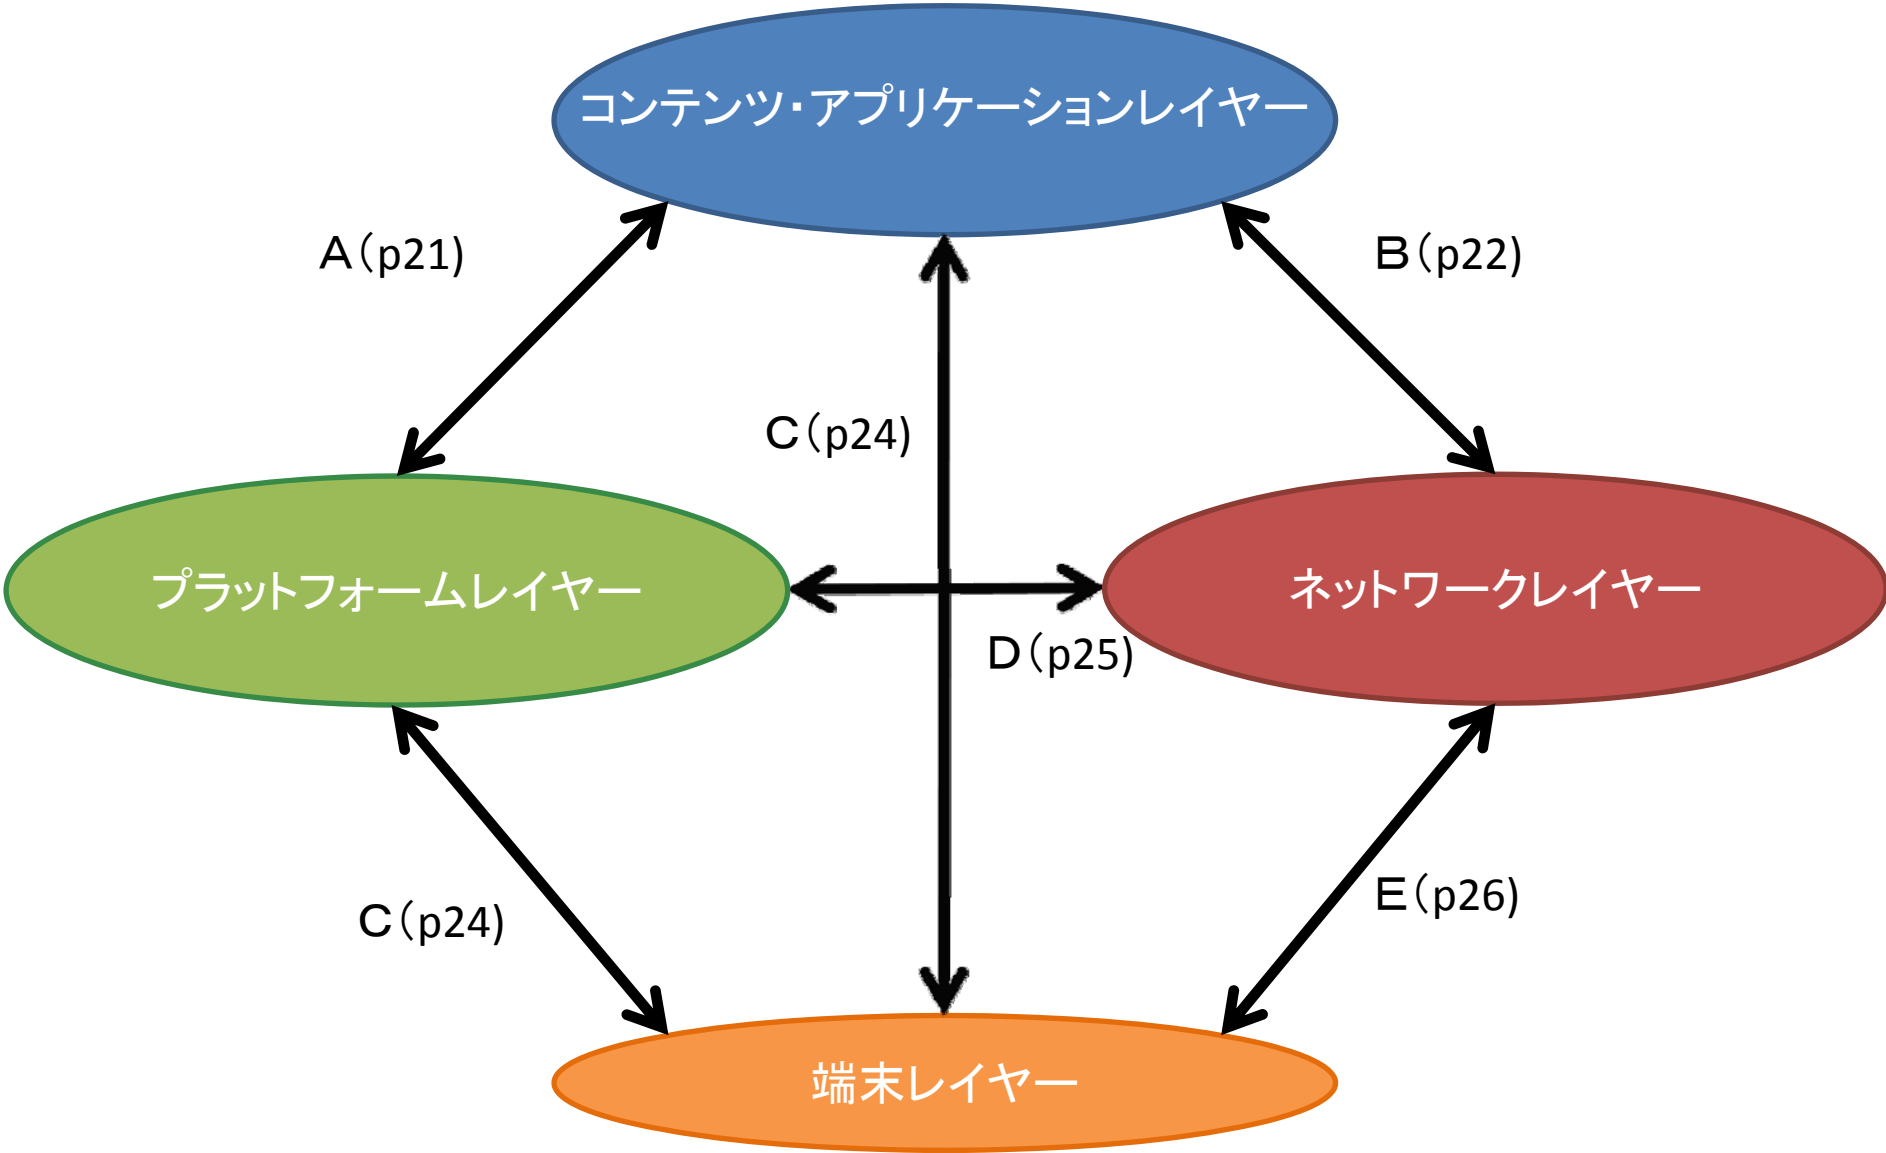 コンテンツ・アプリケーションレイヤー
A（p21)
B（p22)
C（p24)
プラットフォームレイヤー
ネットワークレイヤー
D（p25)
C（p24)
E（p26)
端末レイヤー